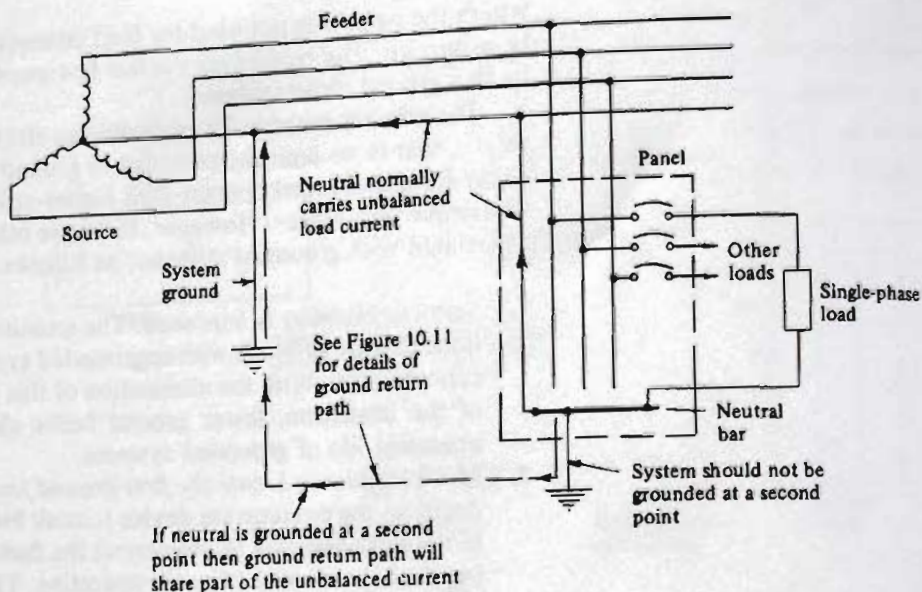 Feeder
Neutral normally
carries unbalanced
load current
Panel
Source
System
ground
Other
loads
Single-phase
load
See Figure 10.11
for details of
ground return
path
Neutral
bar
System should not be
grounded at a second
point
If neutral is grounded at a second
point then ground return path will
share part of the unbalanced current